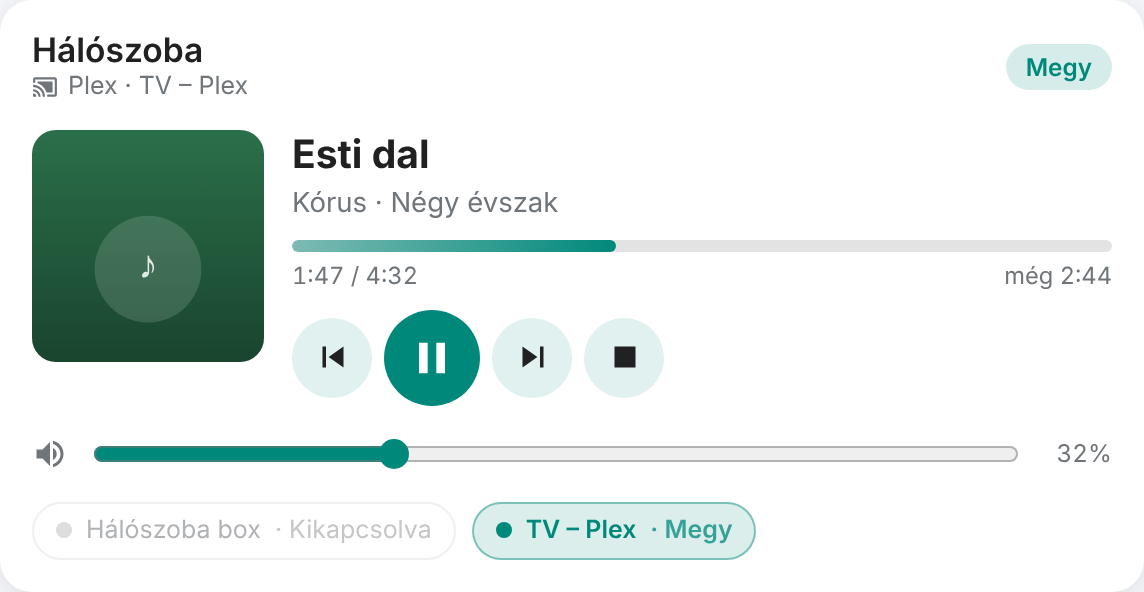 Hálószoba
Plex · TV – Plex
Megy
Esti dal
Kórus · Négy évszak
1:47 / 4:32
még 2:44
32%
Hálószoba box · Kikapcsolva
TV – Plex · Megy